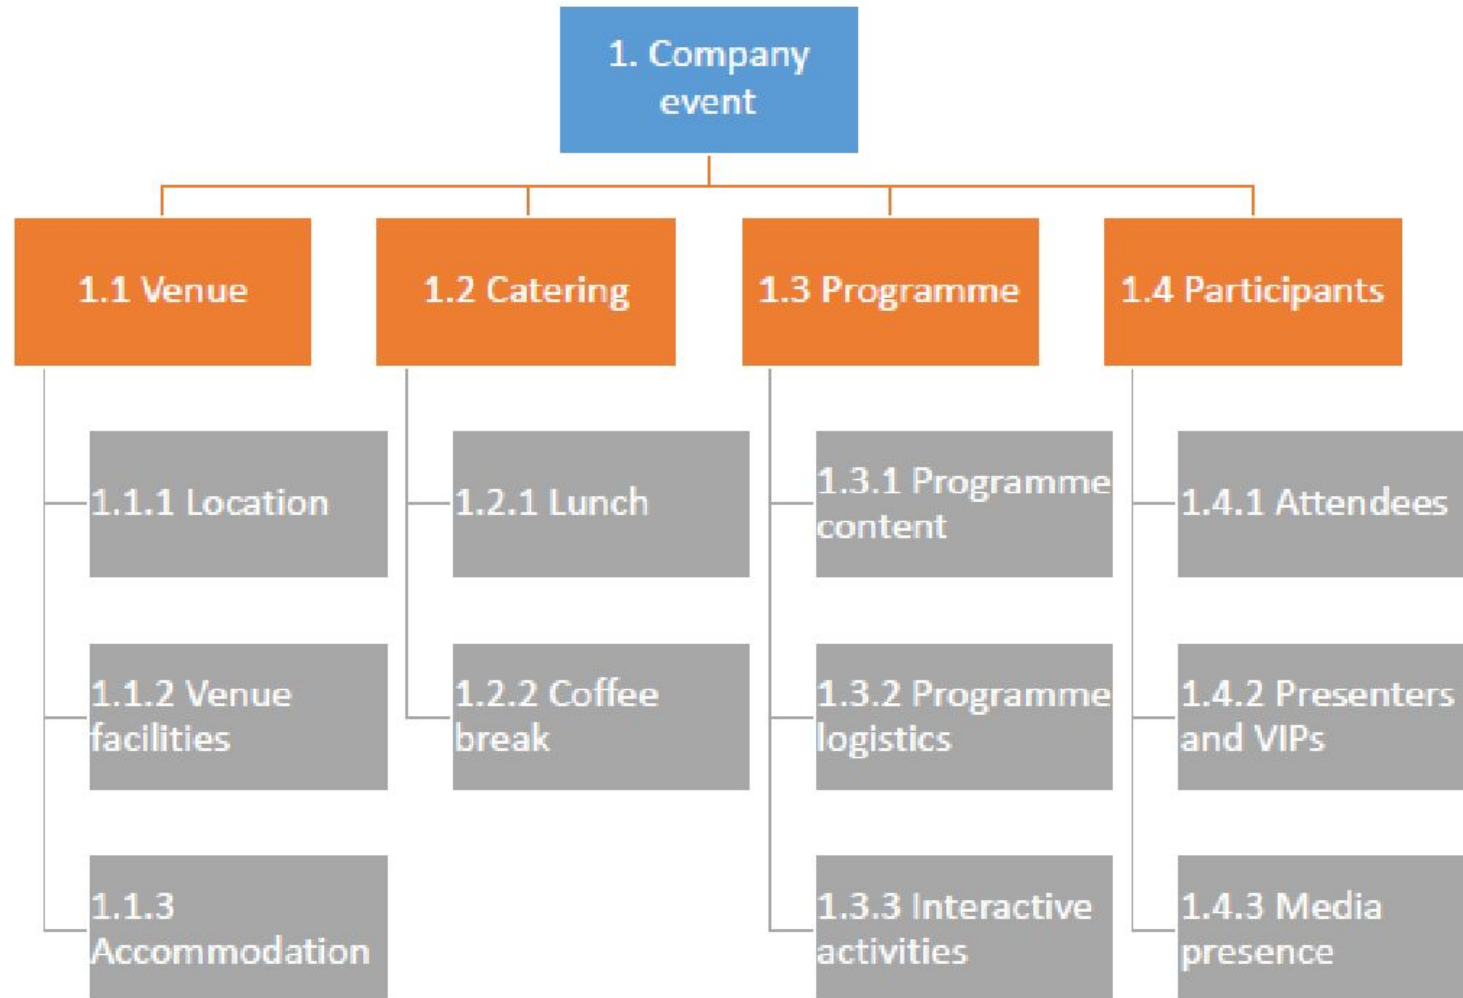 1. Company
event
1.1 Venue
1.2 Catering
1.3 Programme
1.4 Participants
1.1.1 Location
1.2.1 Lunch
1.3.1 Programme
content
1.4.1 Attendees
1.1.2 Venue
facilities
1.2.2 Coffee
break
1.3.2 Programme
logistics
1.4.2 Presenters
and VIPs
1.1.3
Accommodation
1.3.3 Interactive
activities
1.4.3 Media
presence